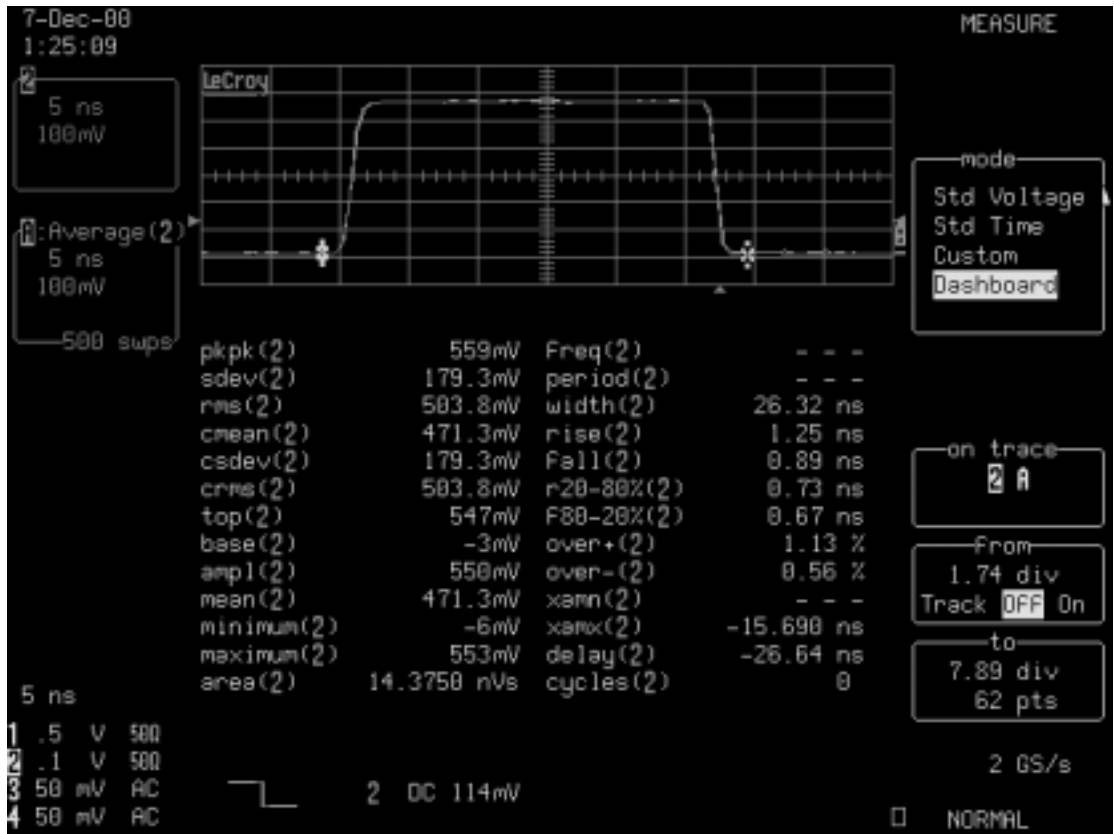 7-Dec-00
1:25:09
MEASURE
2
5 ns
100mV
LeCroy
A:Average(2)
5 ns
100mV
500 swps
mode
Std Voltage
Std Time
Custom
Dashboard
pkpk(2) 559mV Freq(2) - - -
sdev(2) 179.3mV period(2) - - -
rms(2) 503.8mV width(2) 26.32 ns
cmean(2) 471.3mV rise(2) 1.25 ns
csdev(2) 179.3mV Fall(2) 0.89 ns
crms(2) 503.8mV r20-80%(2) 0.73 ns
top(2) 547mV F80-20%(2) 0.67 ns
base(2) -3mV over+(2) 1.13 %
ampl(2) 550mV over-(2) 0.56 %
mean(2) 471.3mV xamn(2) - - -
minimum(2) -6mV xamx(2) -15.690 ns
maximum(2) 553mV delay(2) -26.64 ns
area(2) 14.3750 nVs cycles(2) 0
on trace
2 A
From
1.74 div
Track OFF On
to
7.89 div
62 pts
5 ns
1 .5 V 50Ω
2 .1 V 50Ω
3 50 mV AC
4 50 mV AC
2 DC 114mV
2 GS/s
NORMAL